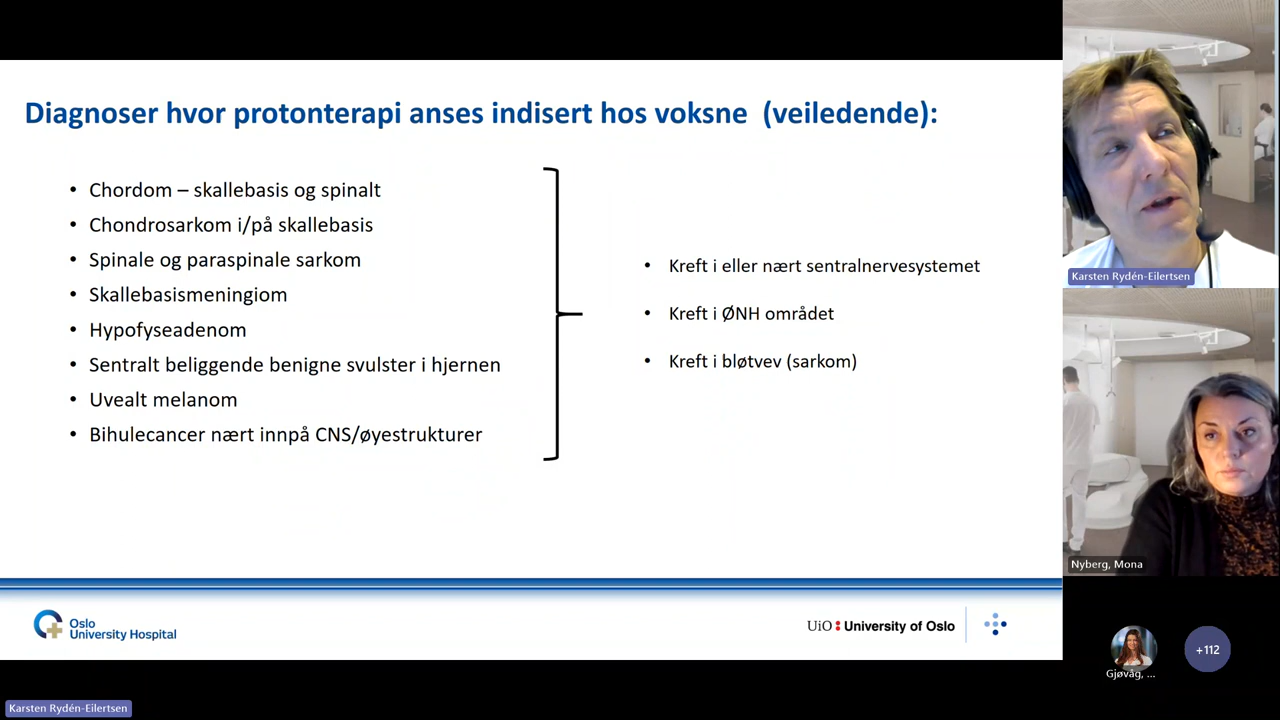 Diagnoser hvor protonterapi anses indisert hos voksne (veiledende):
• Chordom – skallebasis og spinalt
• Chondrosarkom i/på skallebasis
• Spinale og paraspinale sarkom
• Skallebasismeningiom
• Hypofyseadenom
• Sentralt beliggende benigne svulster i hjernen
• Uvealt melanom
• Bihulecancer nært innpå CNS/øyestrukturer
• Kreft i eller nært sentralnervesystemet
• Kreft i ØNH området
• Kreft i bløtvev (sarkom)
Oslo
University Hospital
UiO University of Oslo
Karsten Rydén-Eilertsen
Nyberg, Mona
Gjøvåg, ...
+112
Karsten Rydén-Eilertsen